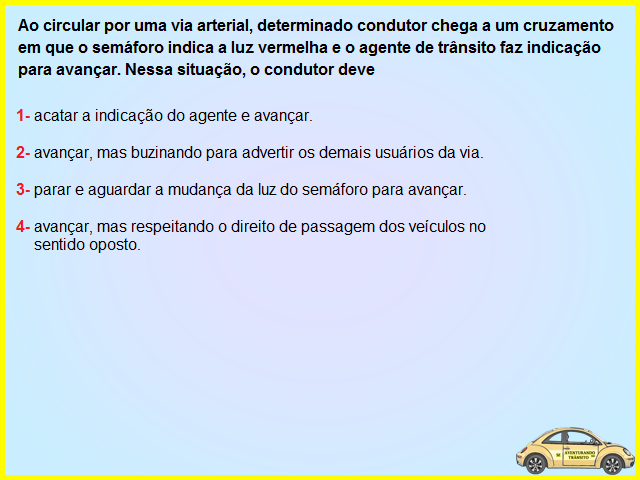 Ao circular por uma via arterial, determinado condutor chega a um cruzamento
em que o semáforo indica a luz vermelha e o agente de trânsito faz indicação
para avançar. Nessa situação, o condutor deve
1- acatar a indicação do agente e avançar.
2- avançar, mas buzinando para advertir os demais usuários da via.
3- parar e aguardar a mudança da luz do semáforo para avançar.
4- avançar, mas respeitando o direito de passagem dos veículos no
sentido oposto.
AVENTURANDO
TRÂNSITO